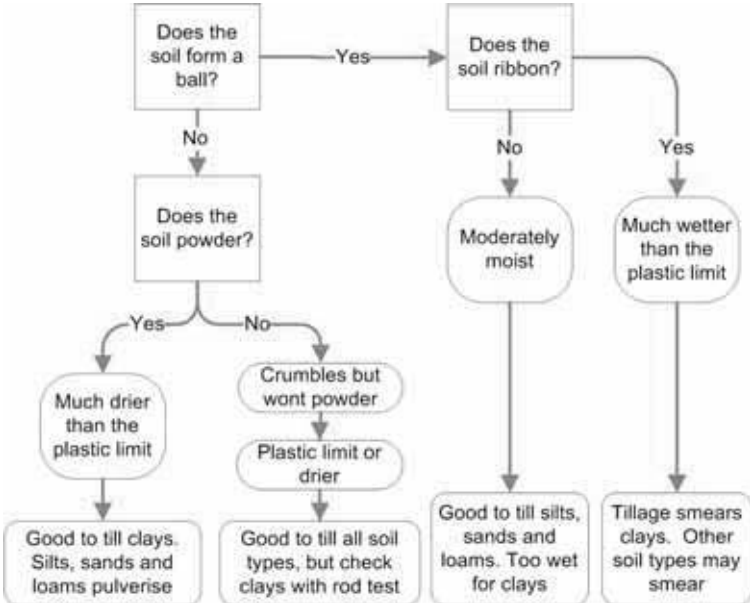 Does the
soil form a
ball?
Yes
Does the
soil ribbon?
No
No
Yes
Does the
soil powder?
Moderately
moist
Much wetter
than the
plastic limit
Yes
No
Crumbles but
wont powder
Much drier
than the
plastic limit
Plastic limit or
drier
Good to till clays.
Silts, sands and
loams pulverise
Good to till all soil
types, but check
clays with rod test
Good to till silts,
sands and
loams. Too wet
for clays
Tillage smears
clays. Other
soil types may
smear